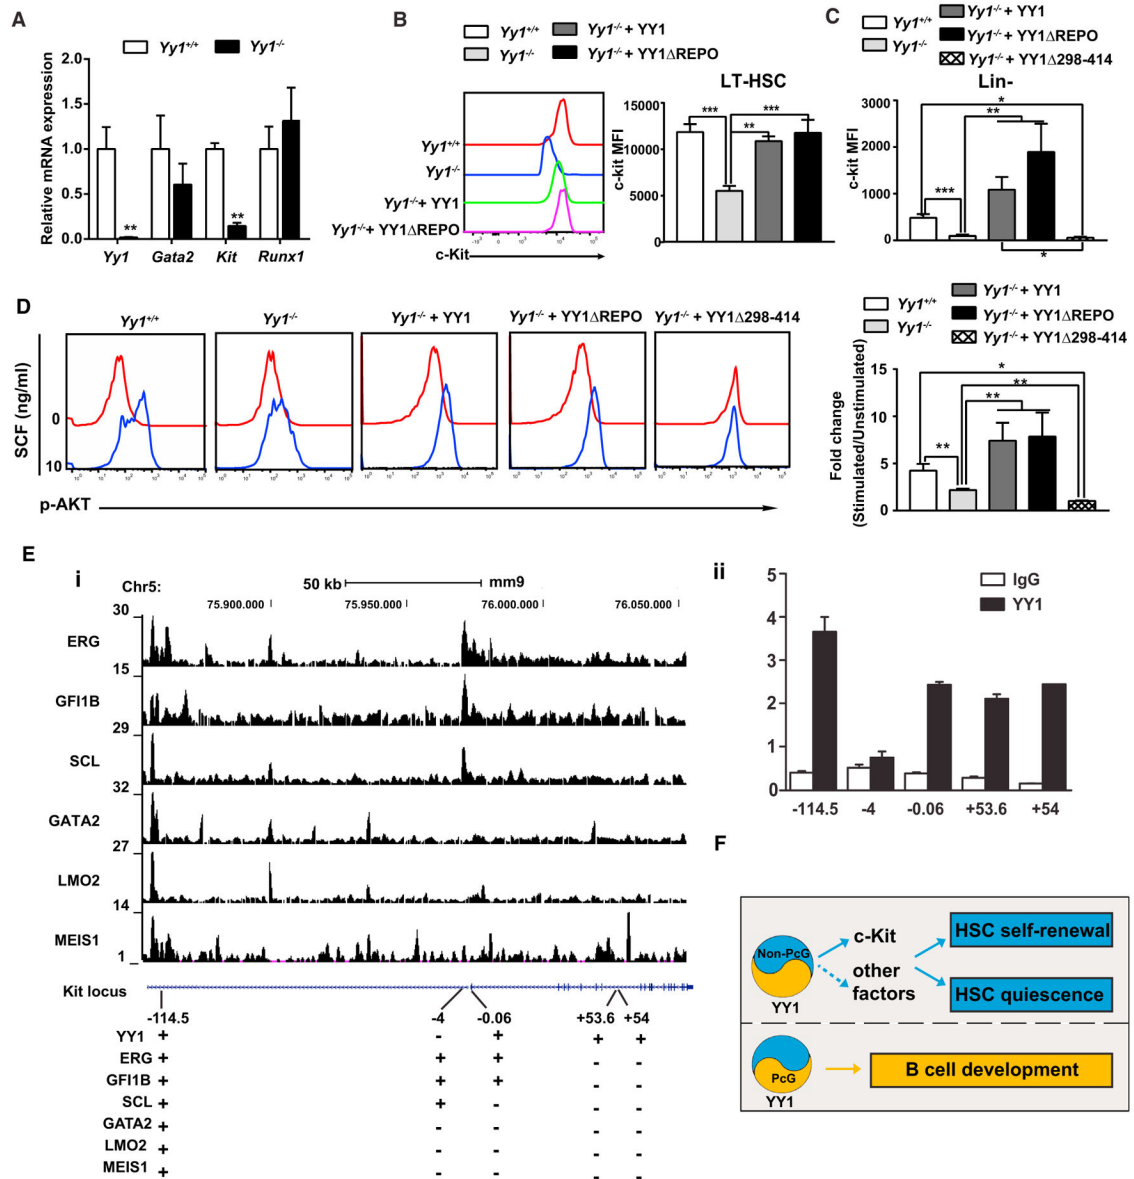 A
Yy1+/+ Yy1-/-
Relative mRNA expression
2.0
1.5
1.0
0.5
0.0
** **
Yy1 Gata2 Kit Runx1
B
Yy1+/+ Yy1-/- + YY1
Yy1-/- Yy1-/- + YY1ΔREPO
Yy1+/+
Yy1-/-
Yy1-/- + YY1
Yy1-/- + YY1ΔREPO
c-Kit
LT-HSC
c-kit MFI
15000
10000
5000
0
*** ***
**
C
Yy1+/+ Yy1-/- + YY1
Yy1-/- Yy1-/- + YY1ΔREPO
Yy1-/- + YY1Δ298-414
Lin-
c-kit MFI
3000
2000
1000
0
*
**
***
*
D
Yy1+/+ Yy1-/- Yy1-/- + YY1 Yy1-/- + YY1ΔREPO Yy1-/- + YY1Δ298-414
SCF (ng/ml)
0
10
p-AKT
Yy1+/+ Yy1-/- + YY1
Yy1-/- Yy1-/- + YY1ΔREPO
Yy1-/- + YY1Δ298-414
Fold change
(Stimulated/Unstimulated)
15
10
5
0
*
**
**
**
E
i
Chr5: 50 kb mm9
75.900.000 75.950.000 76.000.000 76.050.000
30
ERG
15
GFI1B
29
SCL
32
GATA2
27
LMO2
14
MEIS1
1
Kit locus
-114.5 -4 -0.06 +53.6 +54
YY1 + - + + +
ERG + + + - -
GFI1B + + + - -
SCL + + - - -
GATA2 + - - - -
LMO2 + - - - -
MEIS1 + - - - -
ii
IgG
YY1
5
4
3
2
1
0
-114.5 -4 -0.06 +53.6 +54
F
Non-PcG
YY1
c-Kit
other
factors
HSC self-renewal
HSC quiescence
PcG
YY1
B cell development